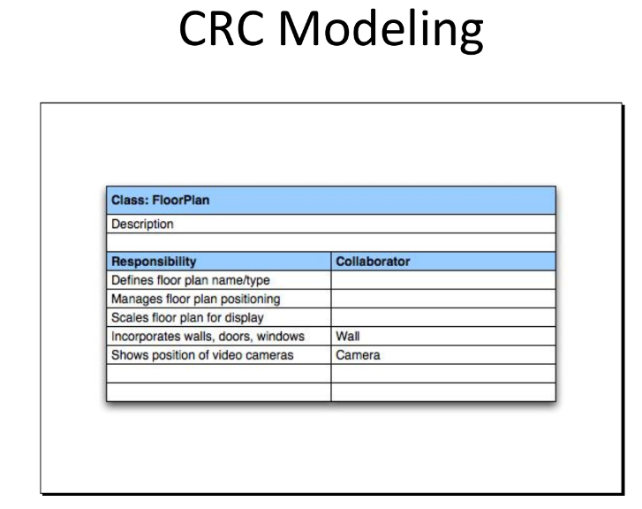 CRC Modeling
Class: FloorPlan
Description
Responsibility Collaborator
Defines floor plan name/type
Manages floor plan positioning
Scales floor plan for display
Incorporates walls, doors, windows Wall
Shows position of video cameras Camera